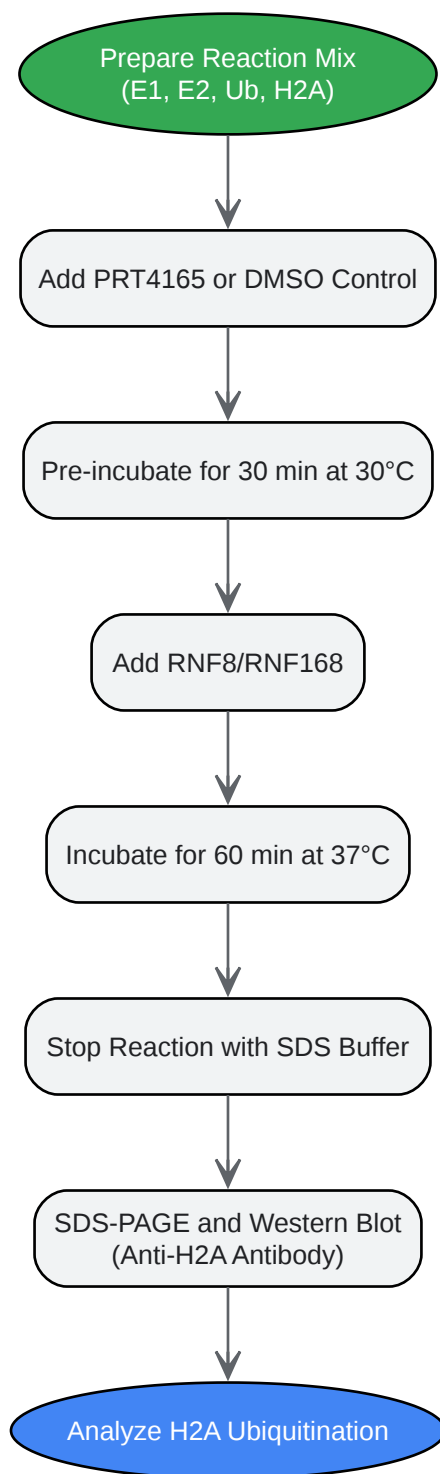 Prepare Reaction Mix
(E1, E2, Ub, H2A)
Add PRT4165 or DMSO Control
Pre-incubate for 30 min at 30°C
Add RNF8/RNF168
Incubate for 60 min at 37°C
Stop Reaction with SDS Buffer
SDS-PAGE and Western Blot
(Anti-H2A Antibody)
Analyze H2A Ubiquitination